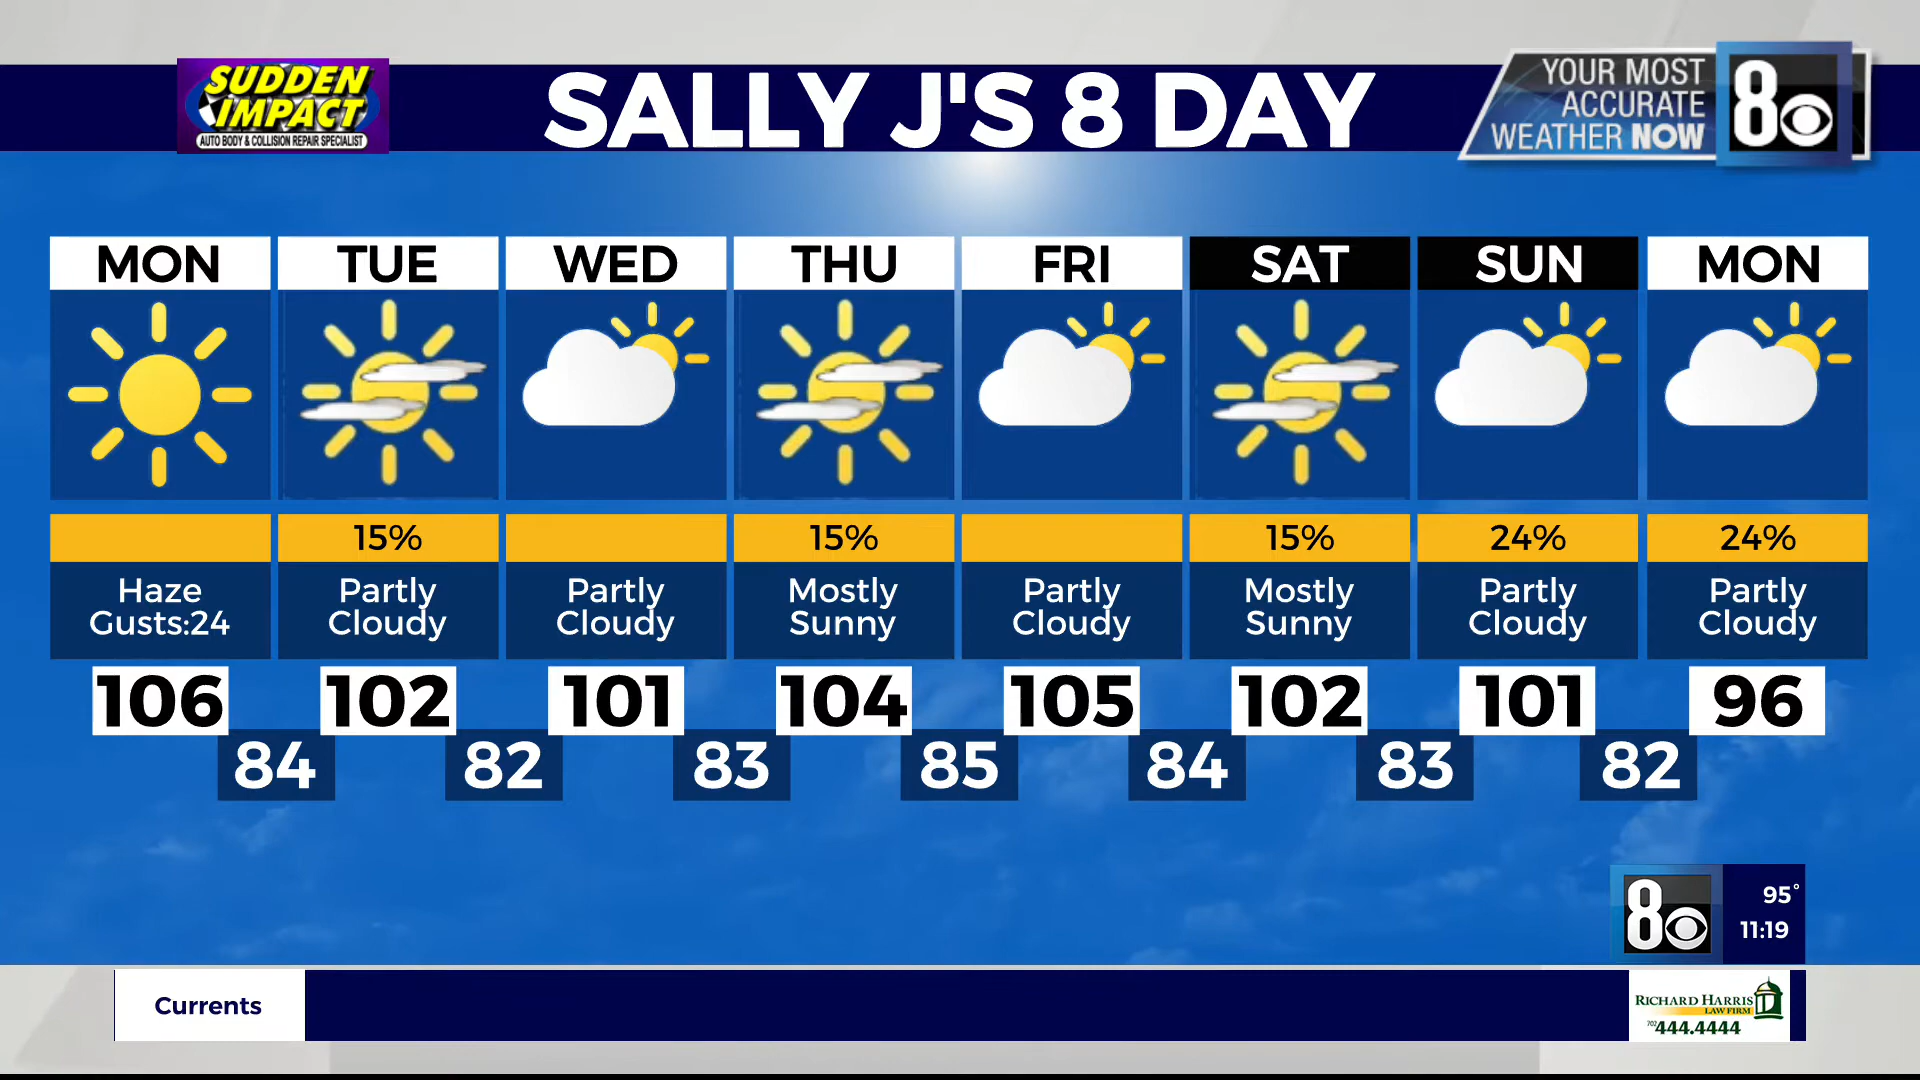 SUDDEN
IMPACT
AUTO BODY & COLLISION REPAIR SPECIALIST
SALLY J'S 8 DAY
YOUR MOST
ACCURATE
WEATHER NOW
8
MON TUE WED THU FRI SAT SUN MON
15% 15% 15% 24% 24%
Haze
Gusts:24
Partly
Cloudy
Partly
Cloudy
Mostly
Sunny
Partly
Cloudy
Mostly
Sunny
Partly
Cloudy
Partly
Cloudy
106 102 101 104 105 102 101 96
84 82 83 85 84 83 82
8
95°
11:19
Currents
RICHARD HARRIS
LAW FIRM
702 444.4444